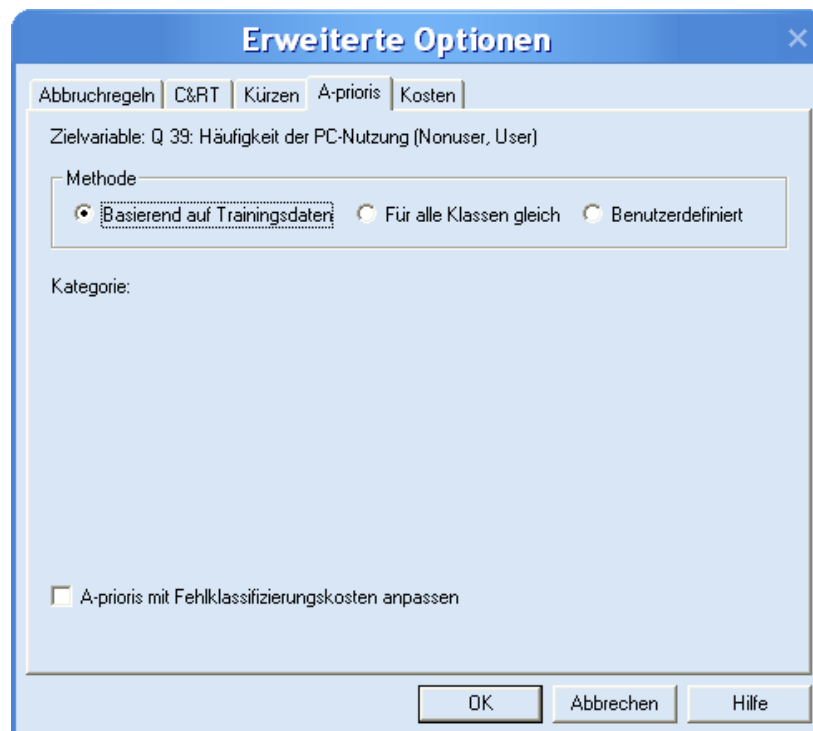 Erweiterte Optionen
Abbruchregeln C&RT Kürzen A-prioris Kosten
Zielvariable: Q 39: Häufigkeit der PC-Nutzung (Nonuser, User)
Methode
Basierend auf Trainingsdaten Für alle Klassen gleich Benutzerdefiniert
Kategorie:
A-prioris mit Fehlklassifizierungskosten anpassen
OK Abbrechen Hilfe